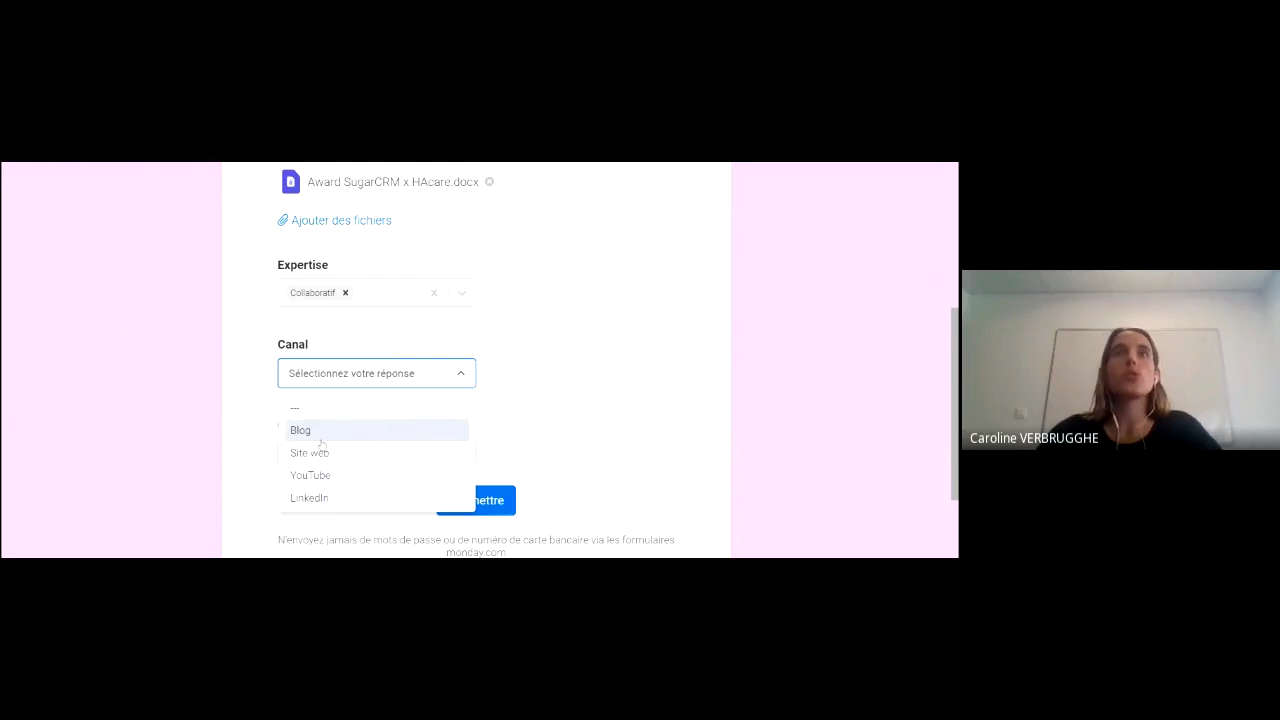 Award SugarCRM x HAcare.docx
Ajouter des fichiers
Expertise
Collaboratif
Canal
Sélectionnez votre réponse
---
Blog
Site web
YouTube
LinkedIn
N'envoyez jamais de mots de passe ou de numéro de carte bancaire via les formulaires
monday.com
Caroline VERBRUGGHE